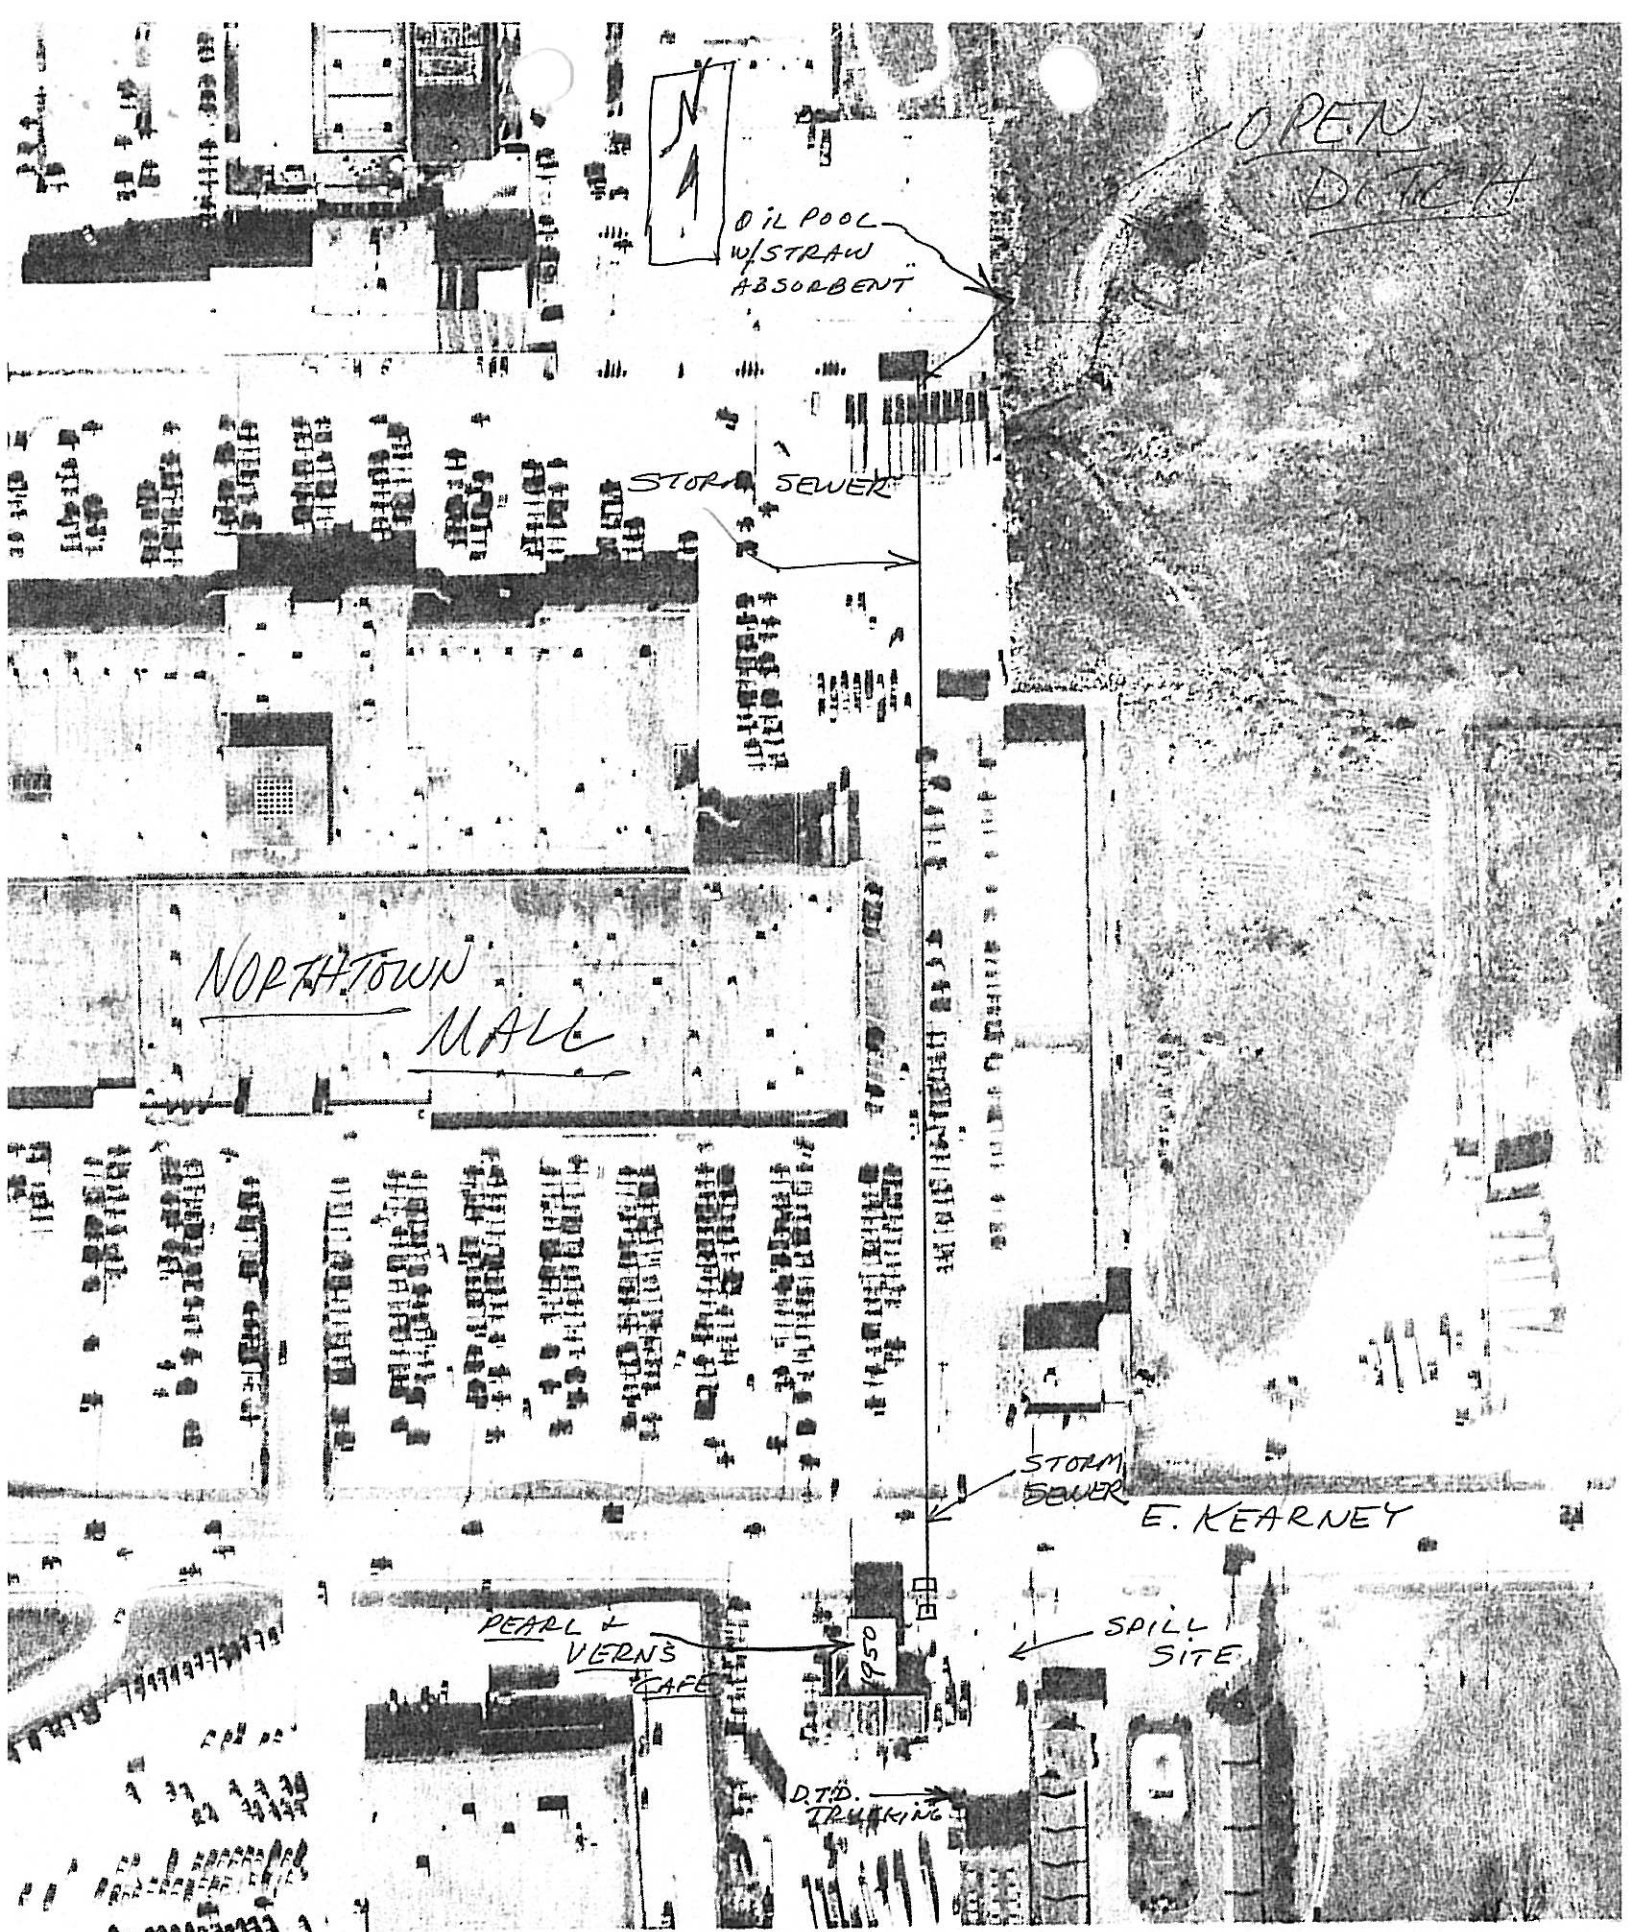 N
OPEN
DITCH
OIL POOL
W/STRAW
ABSORBENT
STORM SEWER
NORTHTOWN
MALL
STORM
SEWER
E. KEARNEY
PEARL &
VERN'S
CAFE
1950
SPILL
SITE
D.T.D.
TRUCKING